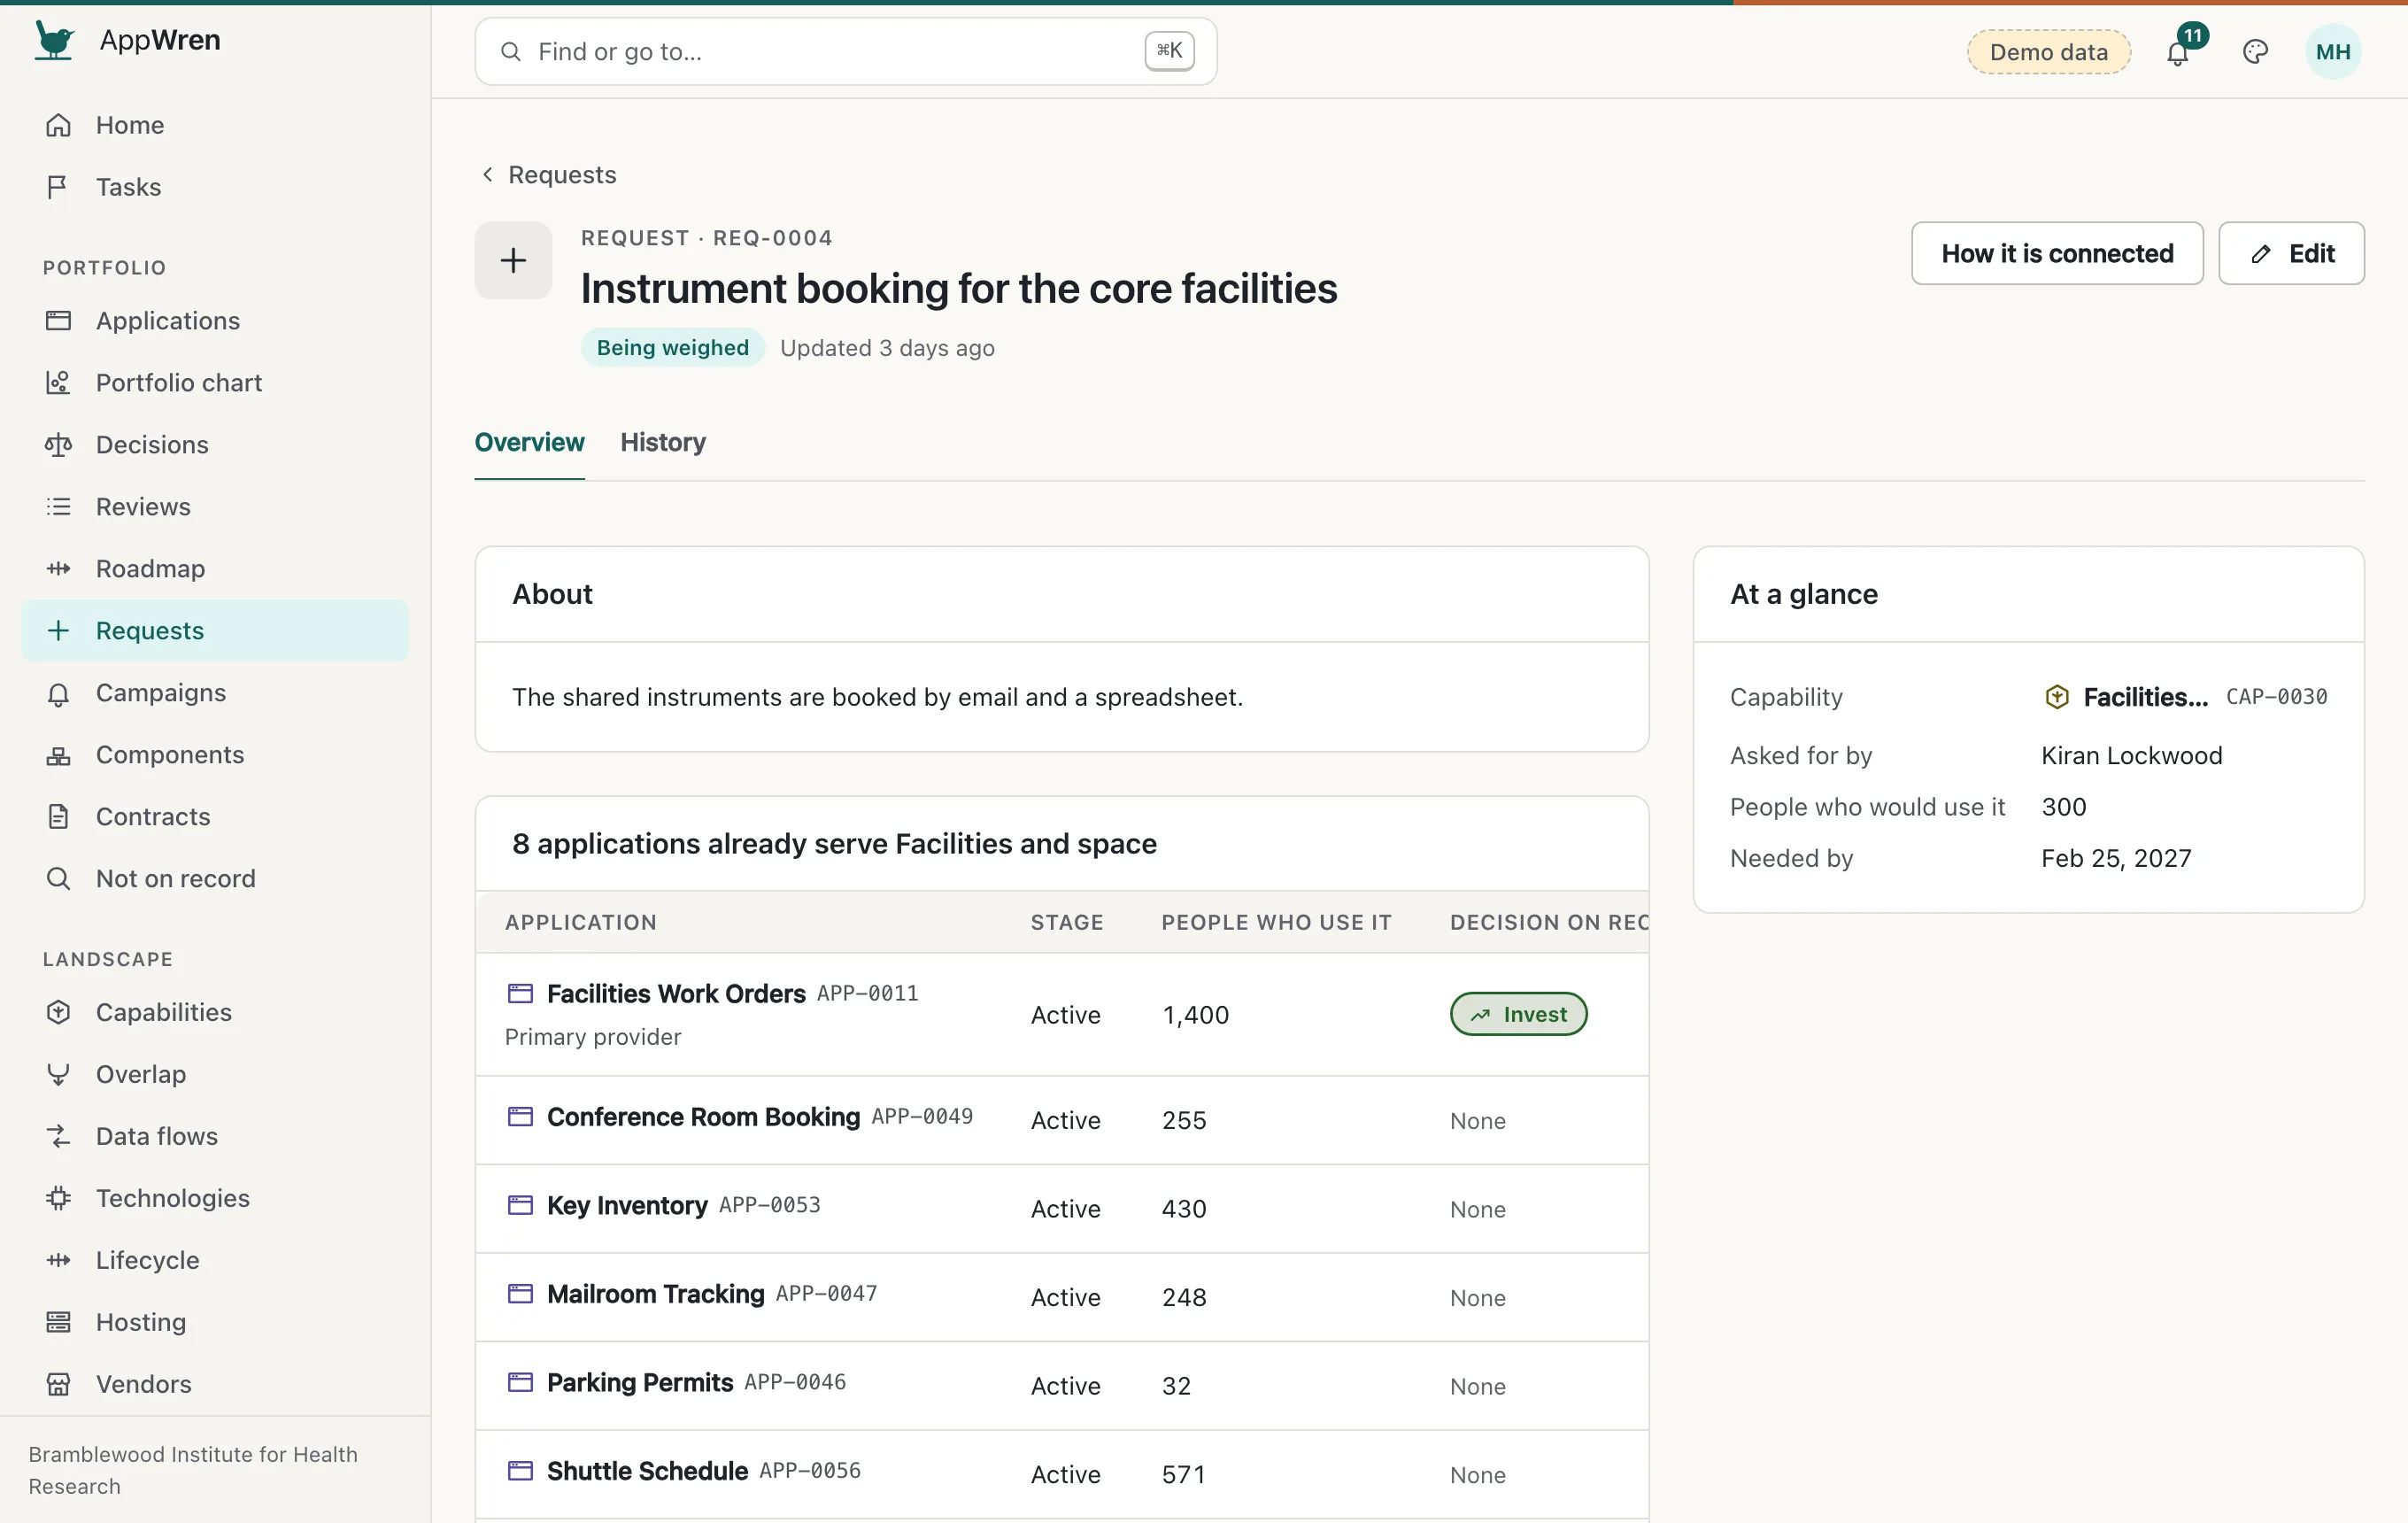 AppWren
Find or go to...
⌘K
Demo data
11
MH
Home
Tasks
PORTFOLIO
Applications
Portfolio chart
Decisions
Reviews
Roadmap
Requests
Campaigns
Components
Contracts
Not on record
LANDSCAPE
Capabilities
Overlap
Data flows
Technologies
Lifecycle
Hosting
Vendors
Bramblewood Institute for Health
Research
Requests
REQUEST · REQ-0004
Instrument booking for the core facilities
Being weighed Updated 3 days ago
How it is connected
Edit
Overview History
About
The shared instruments are booked by email and a spreadsheet.
8 applications already serve Facilities and space
APPLICATION STAGE PEOPLE WHO USE IT DECISION ON REC
Facilities Work Orders APP-0011
Primary provider
Active 1,400 Invest
Conference Room Booking APP-0049 Active 255 None
Key Inventory APP-0053 Active 430 None
Mailroom Tracking APP-0047 Active 248 None
Parking Permits APP-0046 Active 32 None
Shuttle Schedule APP-0056 Active 571 None
At a glance
Capability Facilities... CAP-0030
Asked for by Kiran Lockwood
People who would use it 300
Needed by Feb 25, 2027